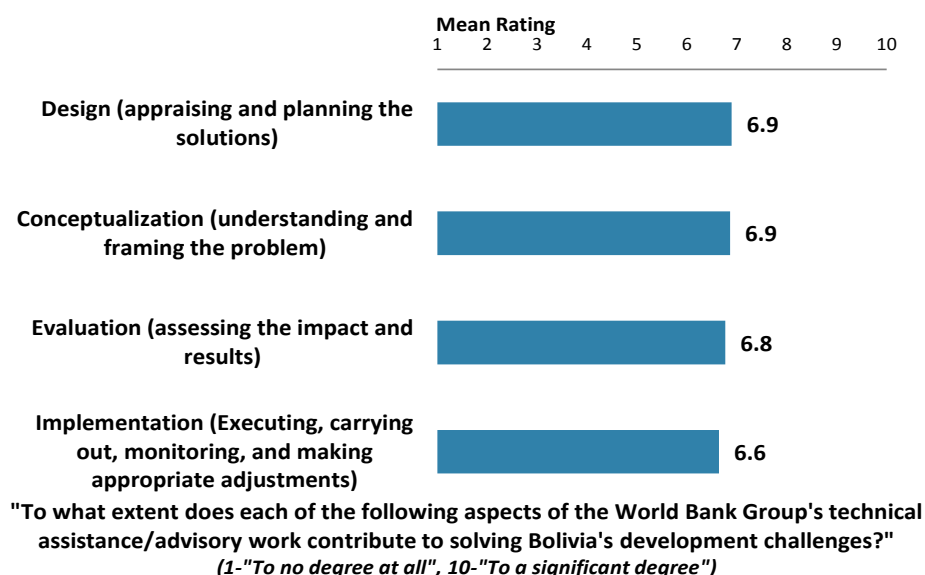 Mean Rating
1 2 3 4 5 6 7 8 9 10
Design (appraising and planning the
solutions)
6.9
Conceptualization (understanding and
framing the problem)
6.9
Evaluation (assessing the impact and
results)
6.8
Implementation (Executing, carrying
out, monitoring, and making
appropriate adjustments)
6.6
"To what extent does each of the following aspects of the World Bank Group's technical
assistance/advisory work contribute to solving Bolivia's development challenges?"
(1-"To no degree at all", 10-"To a significant degree")